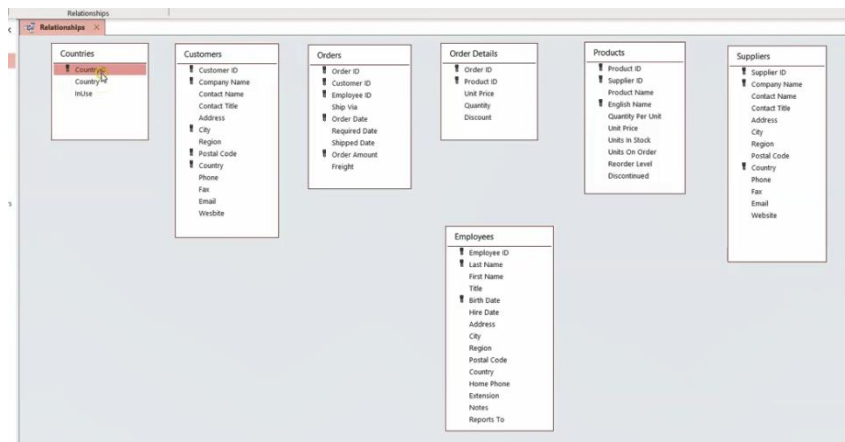 Relationships
Relationships
Countries
Country
InUse
Customers
Customer ID
Company Name
Contact Name
Contact Title
Address
City
Region
Postal Code
Country
Phone
Fax
Email
Wesbite
Orders
Order ID
Customer ID
Employee ID
Ship Via
Order Date
Required Date
Shipped Date
Order Amount
Freight
Order Details
Order ID
Product ID
Unit Price
Quantity
Discount
Products
Product ID
Supplier ID
Product Name
English Name
Quantity Per Unit
Unit Price
Units In Stock
Units On Order
Reorder Level
Discontinued
Suppliers
Supplier ID
Company Name
Contact Name
Contact Title
Address
City
Region
Postal Code
Country
Phone
Fax
Email
Website
Employees
Employee ID
Last Name
First Name
Title
Birth Date
Hire Date
Address
City
Region
Postal Code
Country
Home Phone
Extension
Notes
Reports To